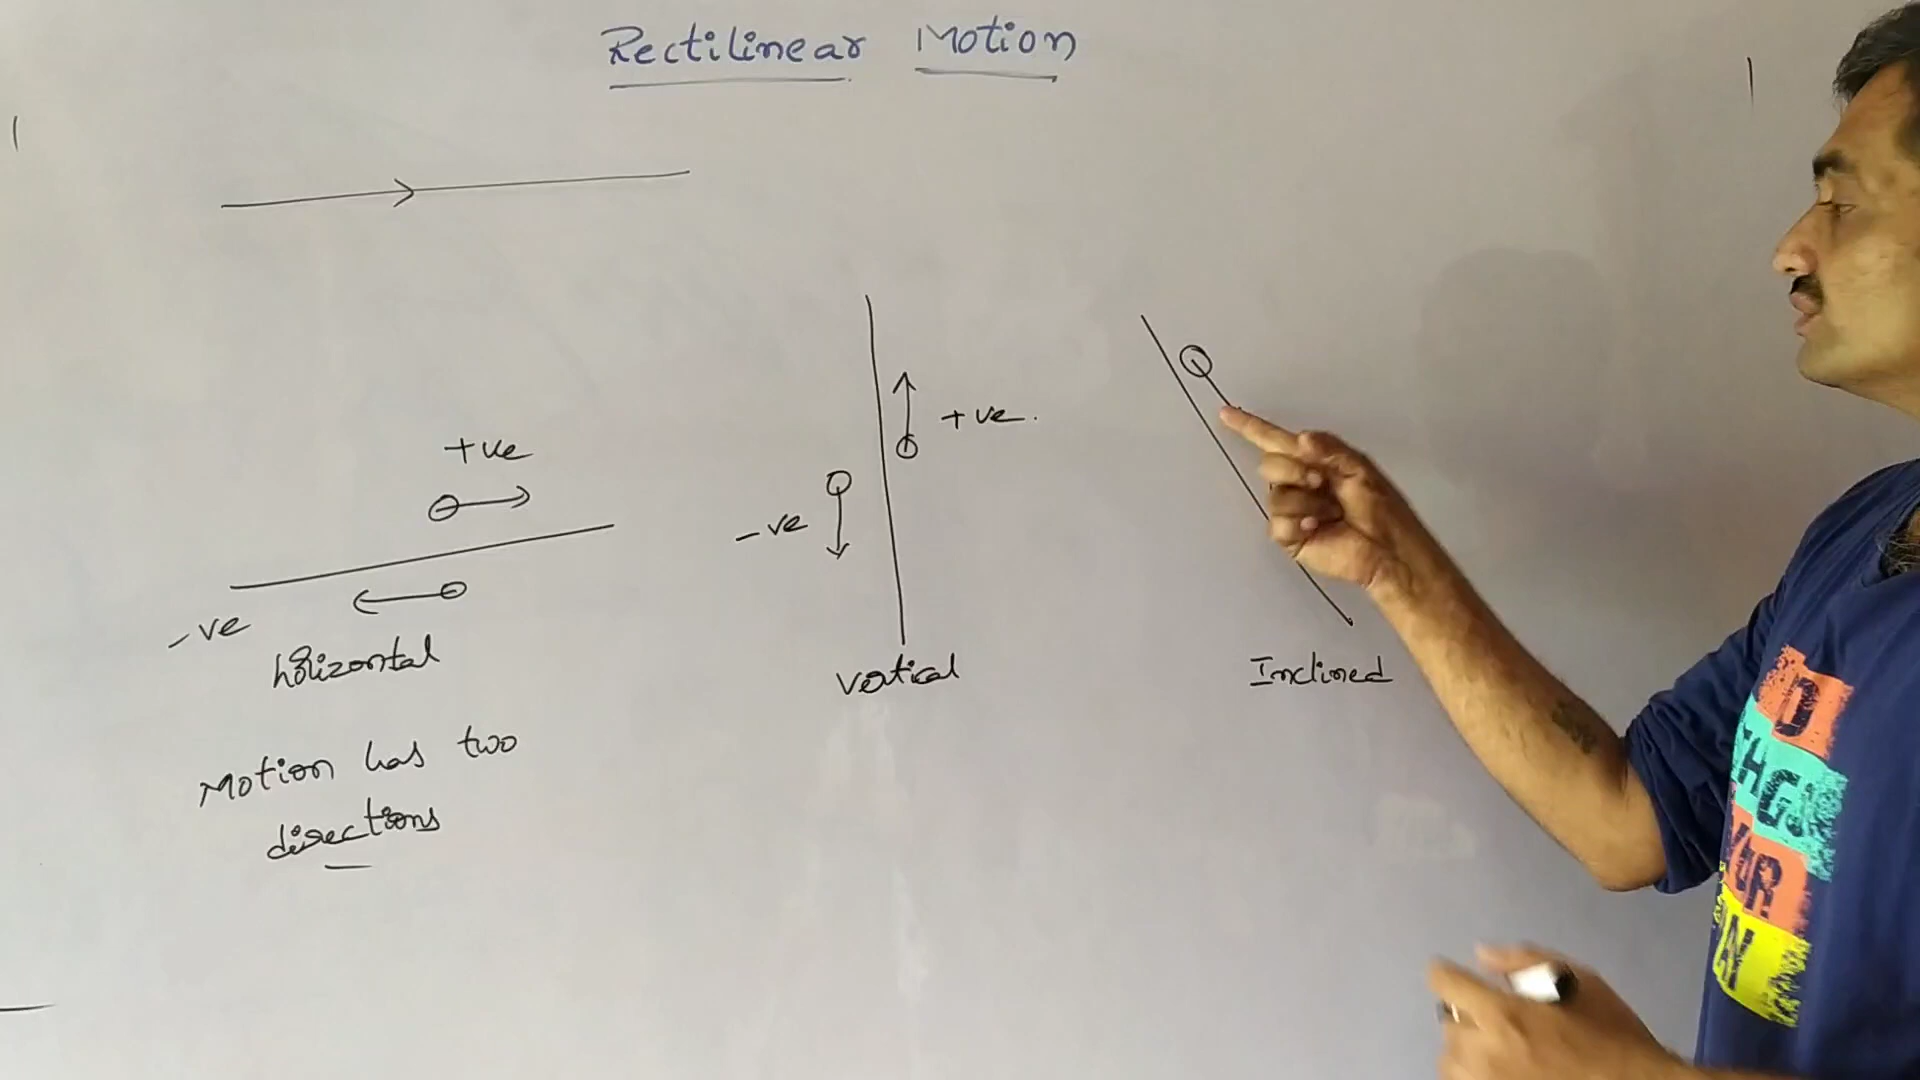 Rectilinear Motion
+ve
-ve
horizontal
+ve.
-ve
vertical
Inclined
Motion has two
directions